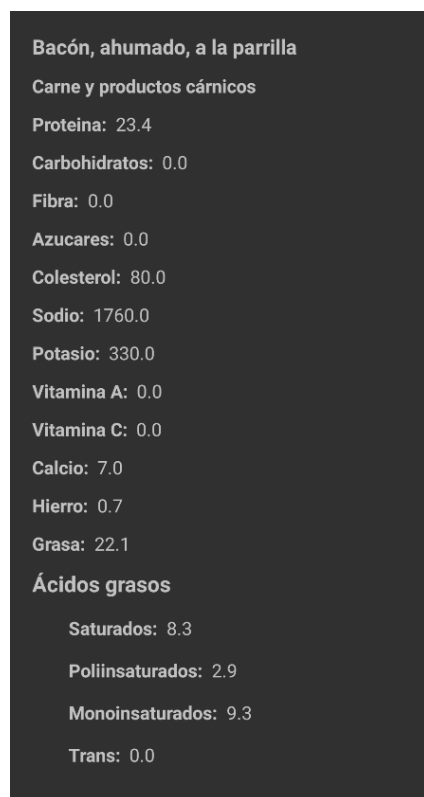 Bacón, ahumado, a la parrilla
Carne y productos cárnicos
Proteina: 23.4
Carbohidratos: 0.0
Fibra: 0.0
Azucares: 0.0
Colesterol: 80.0
Sodio: 1760.0
Potasio: 330.0
Vitamina A: 0.0
Vitamina C: 0.0
Calcio: 7.0
Hierro: 0.7
Grasa: 22.1
Ácidos grasos
Saturados: 8.3
Poliinsaturados: 2.9
Monoinsaturados: 9.3
Trans: 0.0